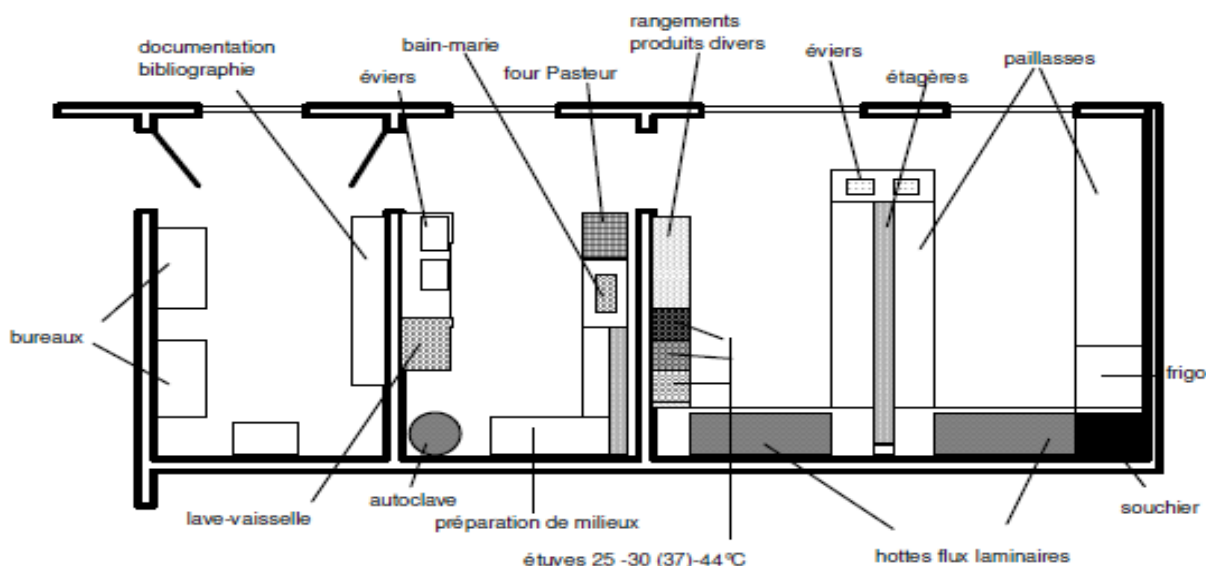 documentation
bibliographie
éviers
bain-marie
four Pasteur
rangements
produits divers
éviers
étagères
paillasses
bureaux
frigo
lave-vaisselle
autoclave
préparation de milieux
étuves 25 -30 (37)-44ºC
hottes flux laminaires
souchier